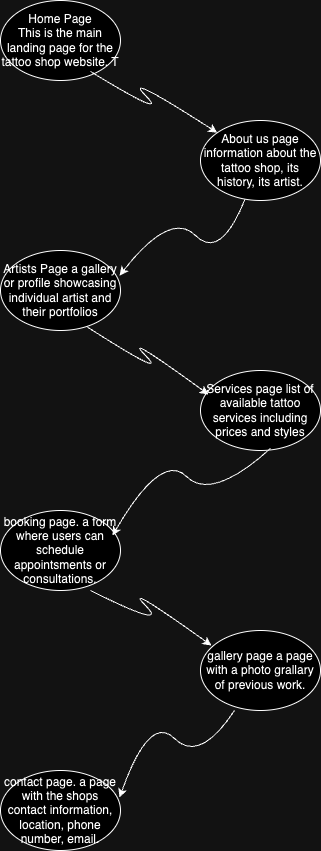 Home Page
This is the main
landing page for the
tattoo shop website, T
About us page
information about the
tattoo shop, its
history, its artist.
Artists Page a gallery
or profile showcasing
individual artist and
their portfolios
Services page list of
available tattoo
services including
prices and styles
booking page. a form
where users can
schedule
appointsments or
consultations.
gallery page a page
with a photo grallary
of previous work.
contact page. a page
with the shops
contact information,
location, phone
number, email